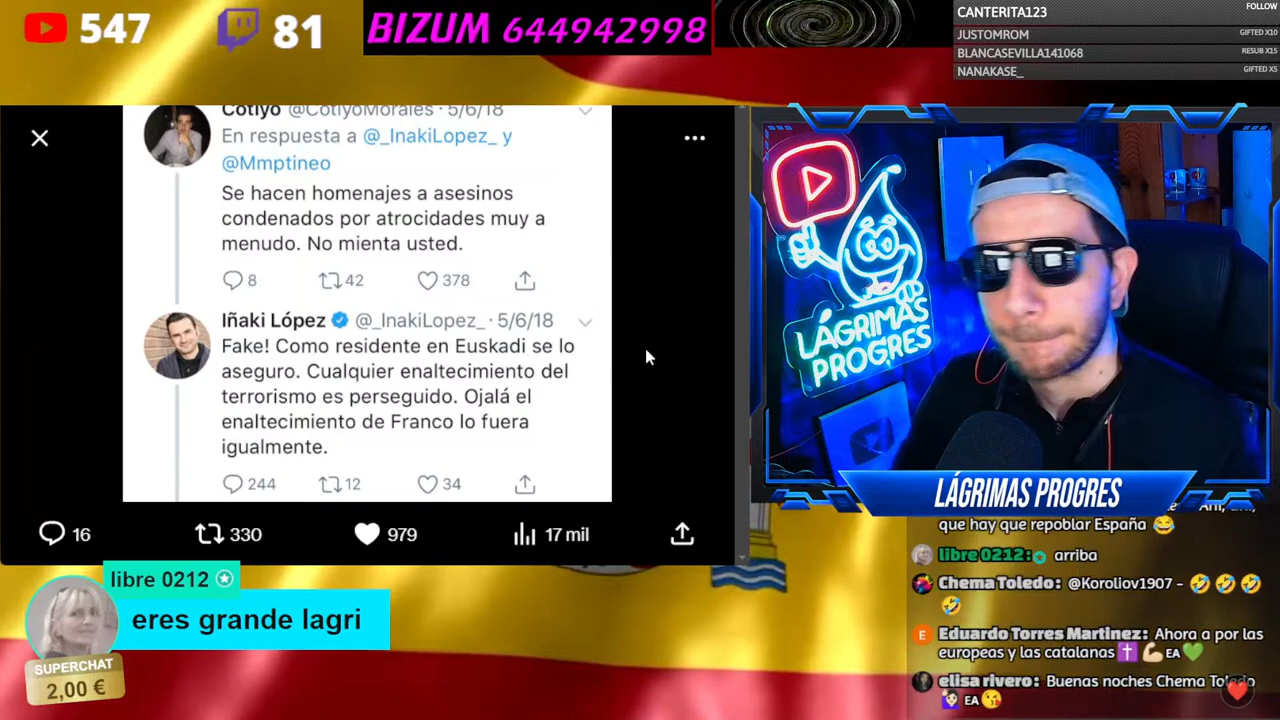 547
81
BIZUM 644942998
CANTERITA123
FOLLOW
JUSTOMROM
GIFTED X10
BLANCASEVILLA141068
RESUB X15
NANAKASE_
GIFTED X5
Cotiyo @CotiyoMorales · 5/6/18
En respuesta a @_InakiLopez_ y
@Mmptineo
Se hacen homenajes a asesinos
condenados por atrocidades muy a
menudo. No mienta usted.
8
42
378
Iñaki López @_InakiLopez_ · 5/6/18
Fake! Como residente en Euskadi se lo
aseguro. Cualquier enaltecimiento del
terrorismo es perseguido. Ojalá el
enaltecimiento de Franco lo fuera
igualmente.
244
12
34
16
330
979
17 mil
LÁGRIMAS
PROGRES
LÁGRIMAS PROGRES
libre 0212
eres grande lagri
SUPERCHAT
2,00 €
que hay que repoblar España 😂
libre 0212: arriba
Chema Toledo: @Koroliov1907 - 🤣 🤣 🤣
🤣
E
Eduardo Torres Martinez: Ahora a por las
europeas y las catalanas ✝️ 💪🏻 EA 💚
elisa rivero: Buenas noches Chema Toledo
🙋🏻‍♀️ EA 😘